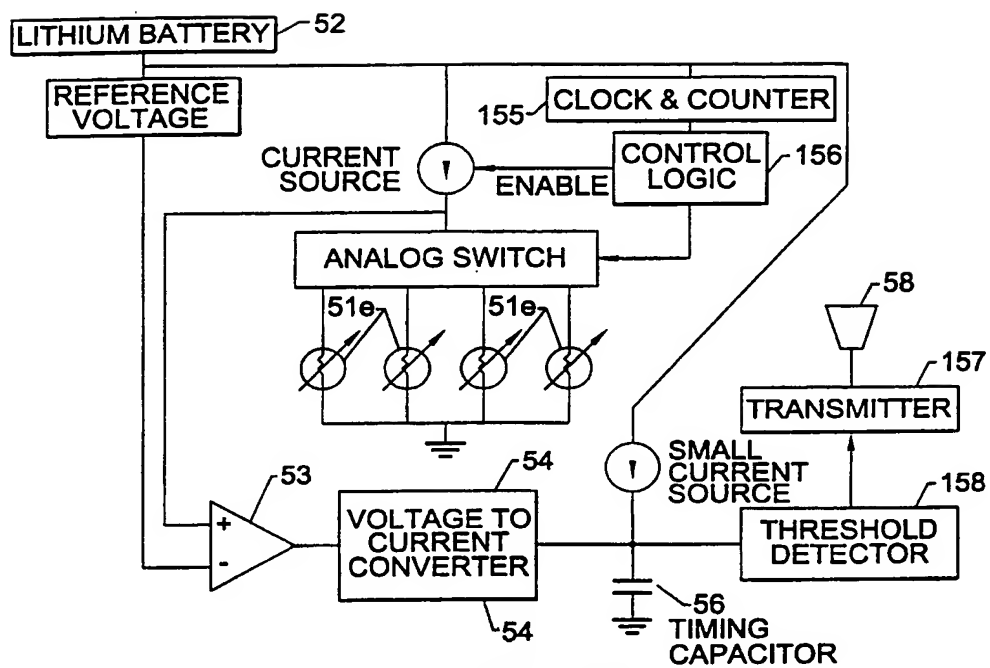 LITHIUM BATTERY
52
REFERENCE
VOLTAGE
155
CLOCK & COUNTER
CURRENT
SOURCE
ENABLE
CONTROL
LOGIC
156
ANALOG SWITCH
51e
51e
58
157
TRANSMITTER
SMALL
CURRENT
SOURCE
158
THRESHOLD
DETECTOR
53
+
-
54
VOLTAGE TO
CURRENT
CONVERTER
54
56
TIMING
CAPACITOR